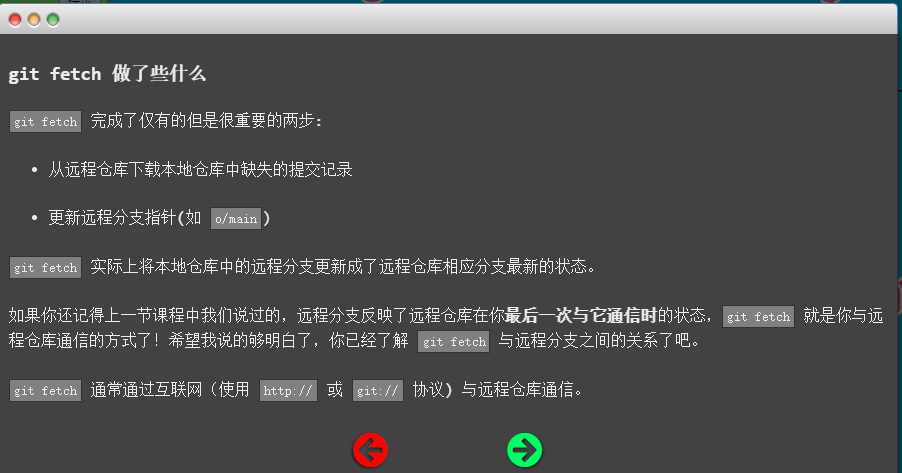 git fetch 做了些什么
git fetch 完成了仅有的但是很重要的两步:
• 从远程仓库下载本地仓库中缺失的提交记录
• 更新远程分支指针(如 o/main)
git fetch 实际上将本地仓库中的远程分支更新成了远程仓库相应分支最新的状态。
如果你还记得上一节课程中我们说过的，远程分支反映了远程仓库在你最后一次与它通信时的状态，git fetch 就是你与远
程仓库通信的方式了！希望我说的够明白了，你已经了解 git fetch 与远程分支之间的关系了吧。
git fetch 通常通过互联网（使用 http:// 或 git:// 协议) 与远程仓库通信。